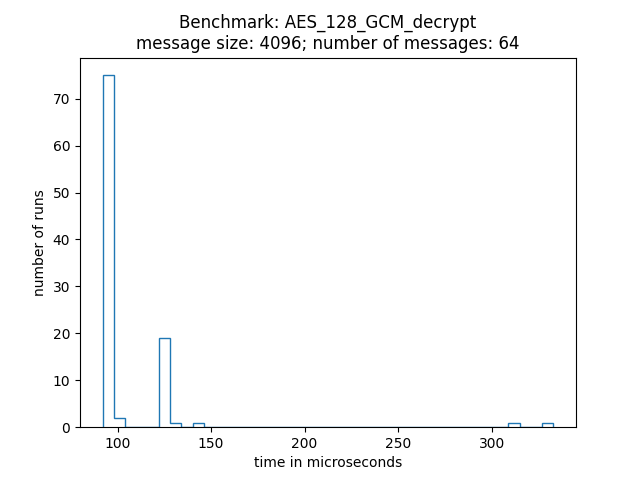 Benchmark: AES_128_GCM_decrypt
message size: 4096; number of messages: 64
number of runs
70
60
50
40
30
20
10
0
100 150 200 250 300
time in microseconds